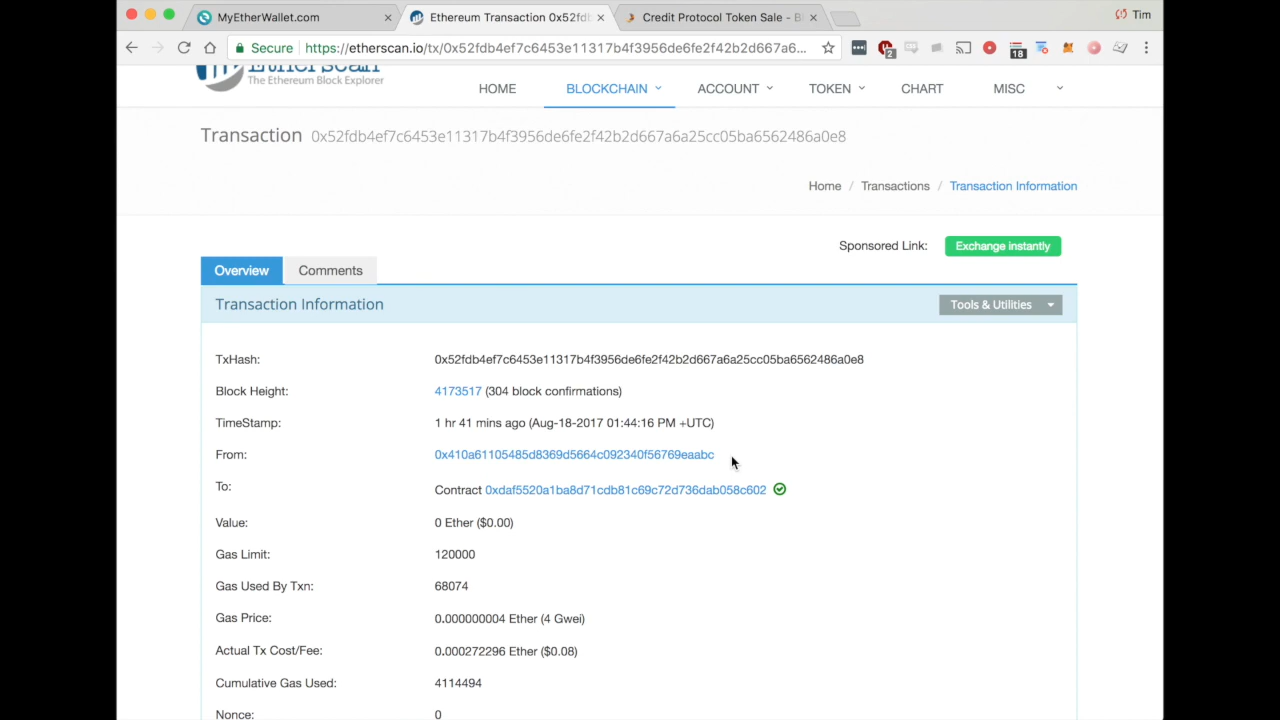 MyEtherWallet.com
Ethereum Transaction 0x52fdb
Credit Protocol Token Sale - B
Tim
Secure https://etherscan.io/tx/0x52fdb4ef7c6453e11317b4f3956de6fe2f42b2d667a6...
2
18
EtherScan
The Ethereum Block Explorer
HOME BLOCKCHAIN ACCOUNT TOKEN CHART MISC
Transaction 0x52fdb4ef7c6453e11317b4f3956de6fe2f42b2d667a6a25cc05ba6562486a0e8
Home / Transactions / Transaction Information
Sponsored Link: Exchange instantly
Overview Comments
Transaction Information Tools & Utilities
TxHash: 0x52fdb4ef7c6453e11317b4f3956de6fe2f42b2d667a6a25cc05ba6562486a0e8
Block Height: 4173517 (304 block confirmations)
TimeStamp: 1 hr 41 mins ago (Aug-18-2017 01:44:16 PM +UTC)
From: 0x410a61105485d8369d5664c092340f56769eaabc
To: Contract 0xdaf5520a1ba8d71cdb81c69c72d736dab058c602
Value: 0 Ether ($0.00)
Gas Limit: 120000
Gas Used By Txn: 68074
Gas Price: 0.000000004 Ether (4 Gwei)
Actual Tx Cost/Fee: 0.000272296 Ether ($0.08)
Cumulative Gas Used: 4114494
Nonce: 0